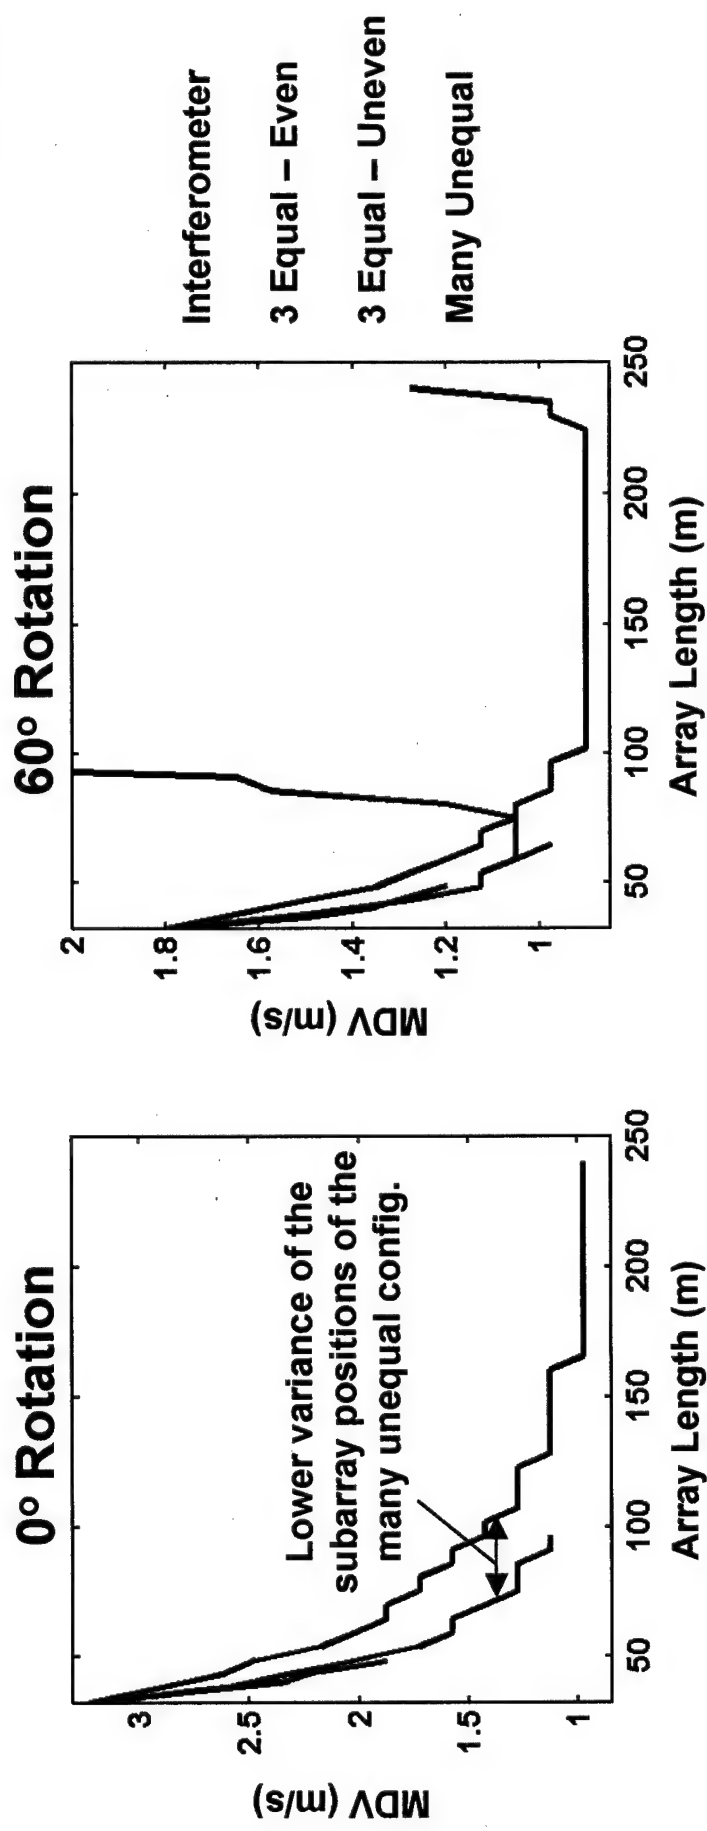 0° Rotation
MDV (m/s)
3
2.5
2
1.5
1
Lower variance of the
subarray positions of the
many unequal config.
50
100
150
200
250
Array Length (m)
60° Rotation
MDV (m/s)
2
1.8
1.6
1.4
1.2
1
50
100
150
200
250
Array Length (m)
Interferometer
3 Equal – Even
3 Equal – Uneven
Many Unequal